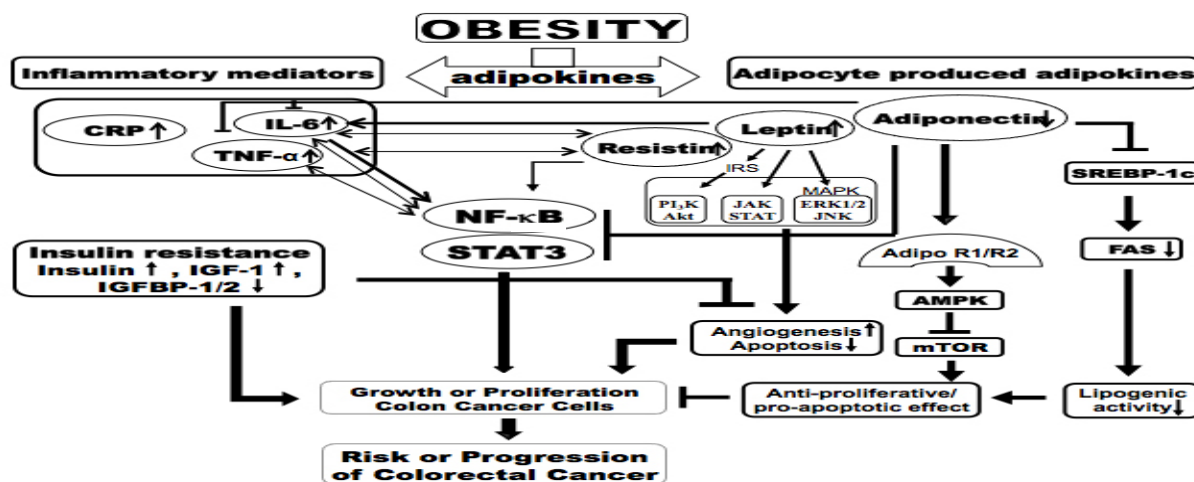 OBESITY
adipokines
Inflammatory mediators
Adipocyte produced adipokines
CRP ↑
IL-6↑
TNF-α↑
Resistin↑
Leptin↑
Adiponectin↓
IRS
MAPK
PI₃K
Akt
JAK
STAT
ERK1/2
JNK
SREBP-1c
NF-κB
STAT3
Insulin resistance
Insulin ↑ , IGF-1 ↑ ,
IGFBP-1/2 ↓
Adipo R1/R2
FAS ↓
AMPK
Angiogenesis↑
Apoptosis↓
mTOR
Growth or Proliferation
Colon Cancer Cells
Anti-proliferative/
pro-apoptotic effect
Lipogenic
activity↓
Risk or Progression
of Colorectal Cancer